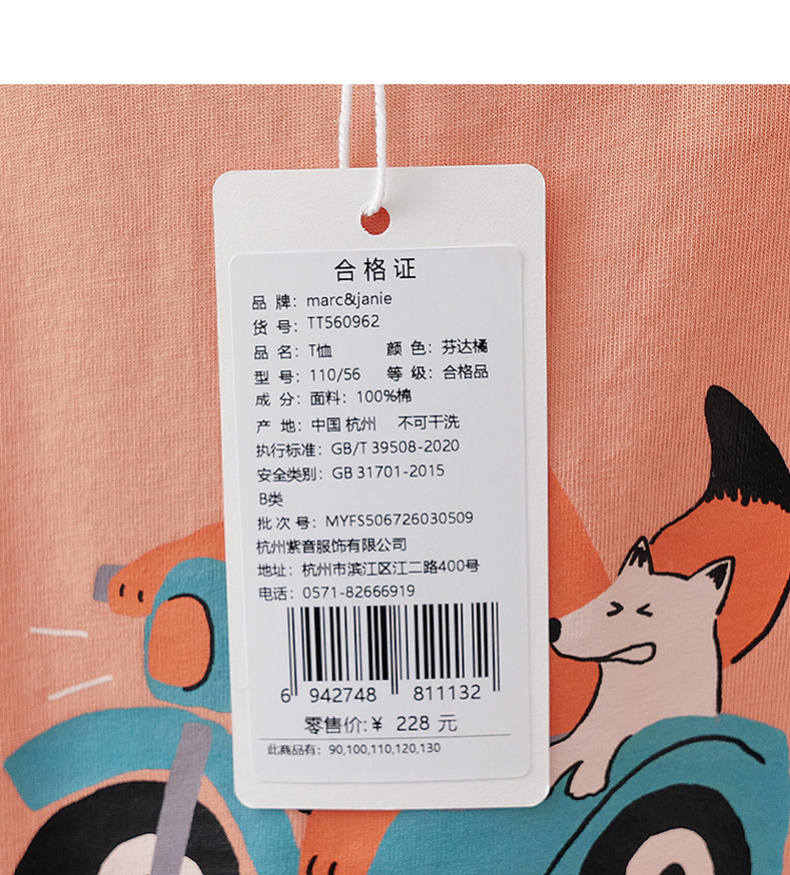 合格证
品 牌：marc&janie
货 号：TT560962
品 名：T恤 颜 色：芬达橘
型 号：110/56 等 级：合格品
成 分：面料：100%棉
产 地：中国 杭州 不可干洗
执行标准：GB/T 39508-2020
安全类别：GB 31701-2015
B类
批 次 号：MYFS506726030509
杭州紫音服饰有限公司
地址：杭州市滨江区江二路400号
电话：0571-82666919
6 942748 811132
零售价:¥ 228 元
此商品有：90,100,110,120,130